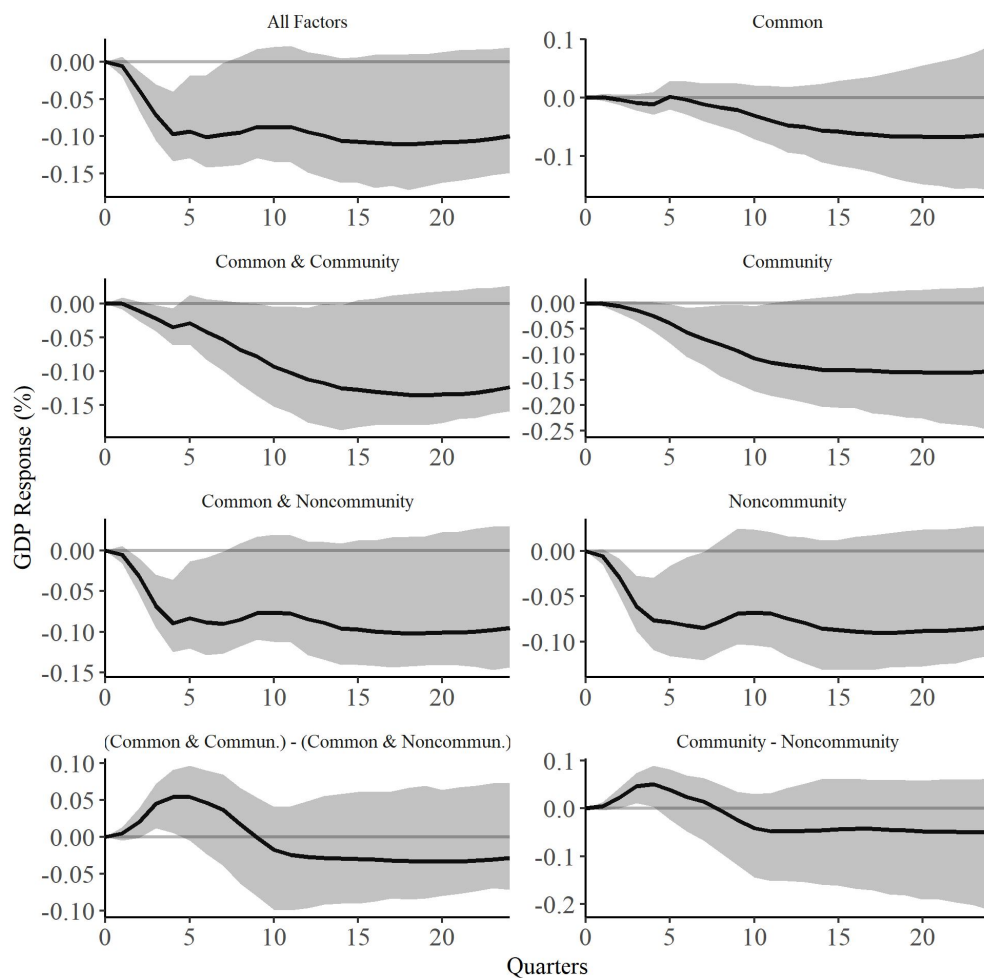 All Factors
0.00
-0.05
-0.10
-0.15
0 5 10 15 20
Common
0.1
0.0
-0.1
0 5 10 15 20
Common & Community
0.00
-0.05
-0.10
-0.15
0 5 10 15 20
Community
0.00
-0.05
-0.10
-0.15
-0.20
-0.25
0 5 10 15 20
Common & Noncommunity
0.00
-0.05
-0.10
-0.15
0 5 10 15 20
Noncommunity
0.00
-0.05
-0.10
0 5 10 15 20
(Common & Commun.) - (Common & Noncommun.)
0.10
0.05
0.00
-0.05
-0.10
0 5 10 15 20
Community - Noncommunity
0.1
0.0
-0.1
-0.2
0 5 10 15 20
GDP Response (%)
Quarters